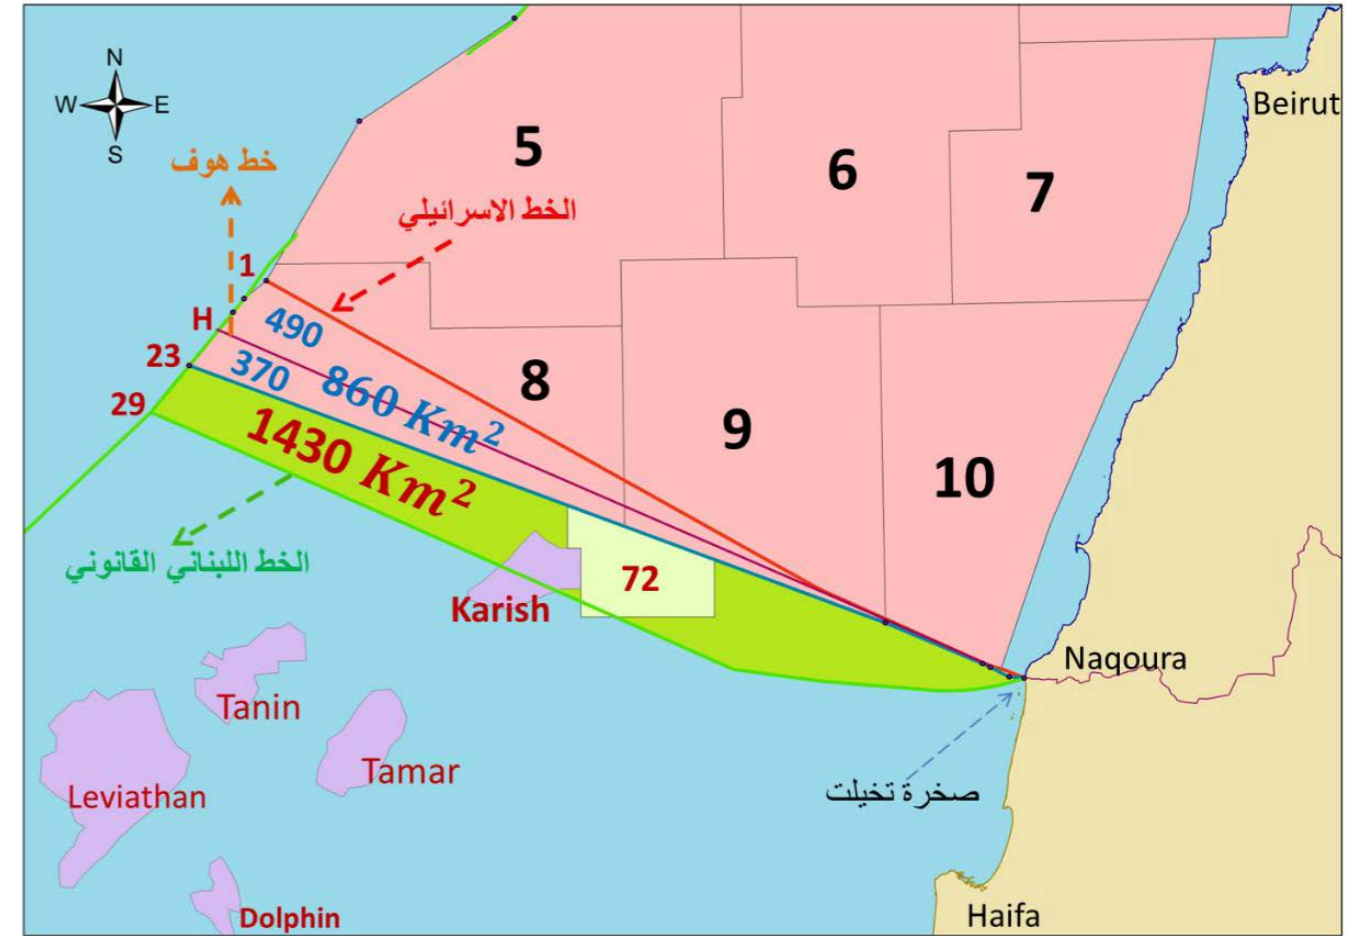 N
W E
S
Beirut
خط هوف
5
6
7
الخط الاسرائيلي
1
H
490
23
370
860 Km²
8
29
1430 Km²
9
10
الخط اللبناني القانوني
72
Karish
Naqoura
Tanin
Tamar
Leviathan
صخرة تخيلت
Dolphin
Haifa